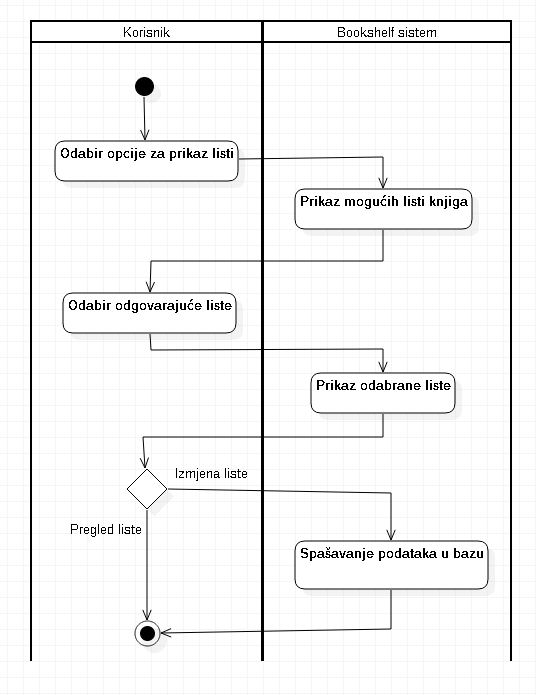 Korisnik
Bookshelf sistem
Odabir opcije za prikaz listi
Prikaz mogućih listi knjiga
Odabir odgovarajuće liste
Prikaz odabrane liste
Izmjena liste
Pregled liste
Spašavanje podataka u bazu